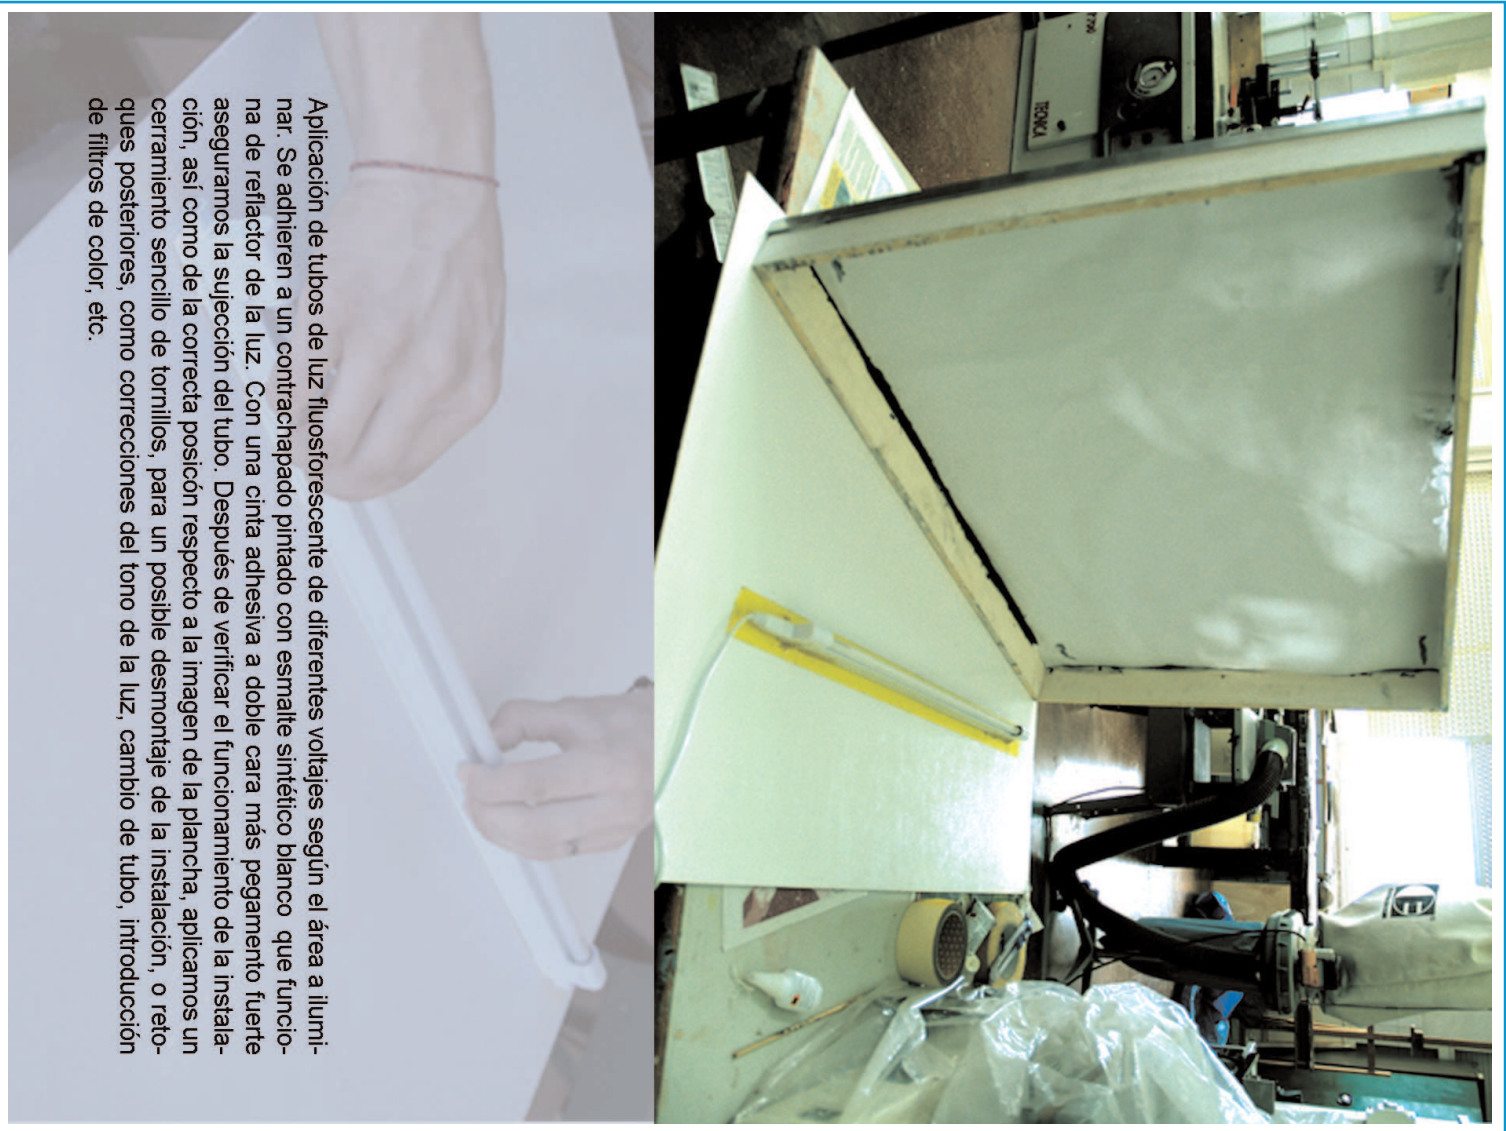 Aplicación de tubos de luz fluosforescente de diferentes voltajes según el área a ilumi-
nar. Se adhieren a un contrachapado pintado con esmalte sintético blanco que funcio-
na de reflactor de la luz. Con una cinta adhesiva a doble cara más pegamento fuerte
aseguramos la sujección del tubo. Después de verificar el funcionamiento de la instala-
ción, así como de la correcta posicón respecto a la imagen de la plancha, aplicamos un
cerramiento sencillo de tornillos, para un posible desmontaje de la instalación, o reto-
ques posteriores, como correcciones del tono de la luz, cambio de tubo, introducción
de filtros de color, etc.
TECNICA